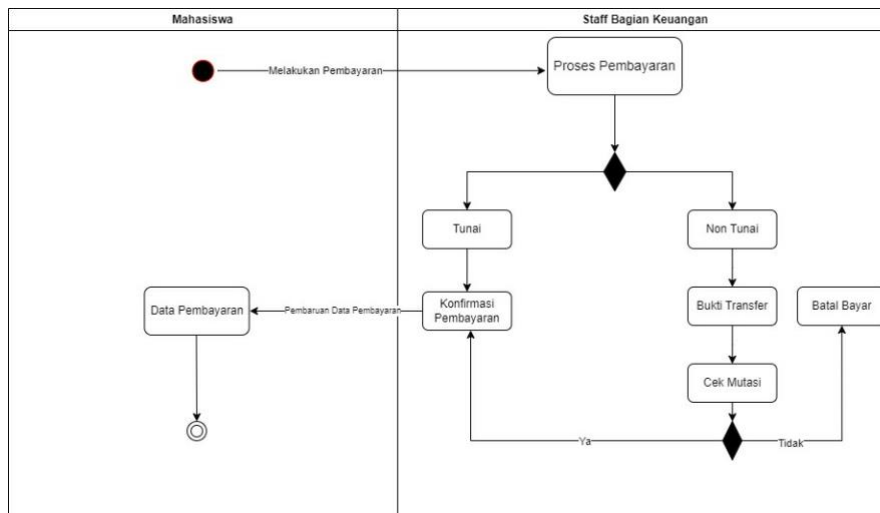 Mahasiswa
Staff Bagian Keuangan
Melakukan Pembayaran
Proses Pembayaran
Tunai
Non Tunai
Data Pembayaran
Pembaruan Data Pembayaran
Konfirmasi
Pembayaran
Bukti Transfer
Batal Bayar
Cek Mutasi
Ya
Tidak